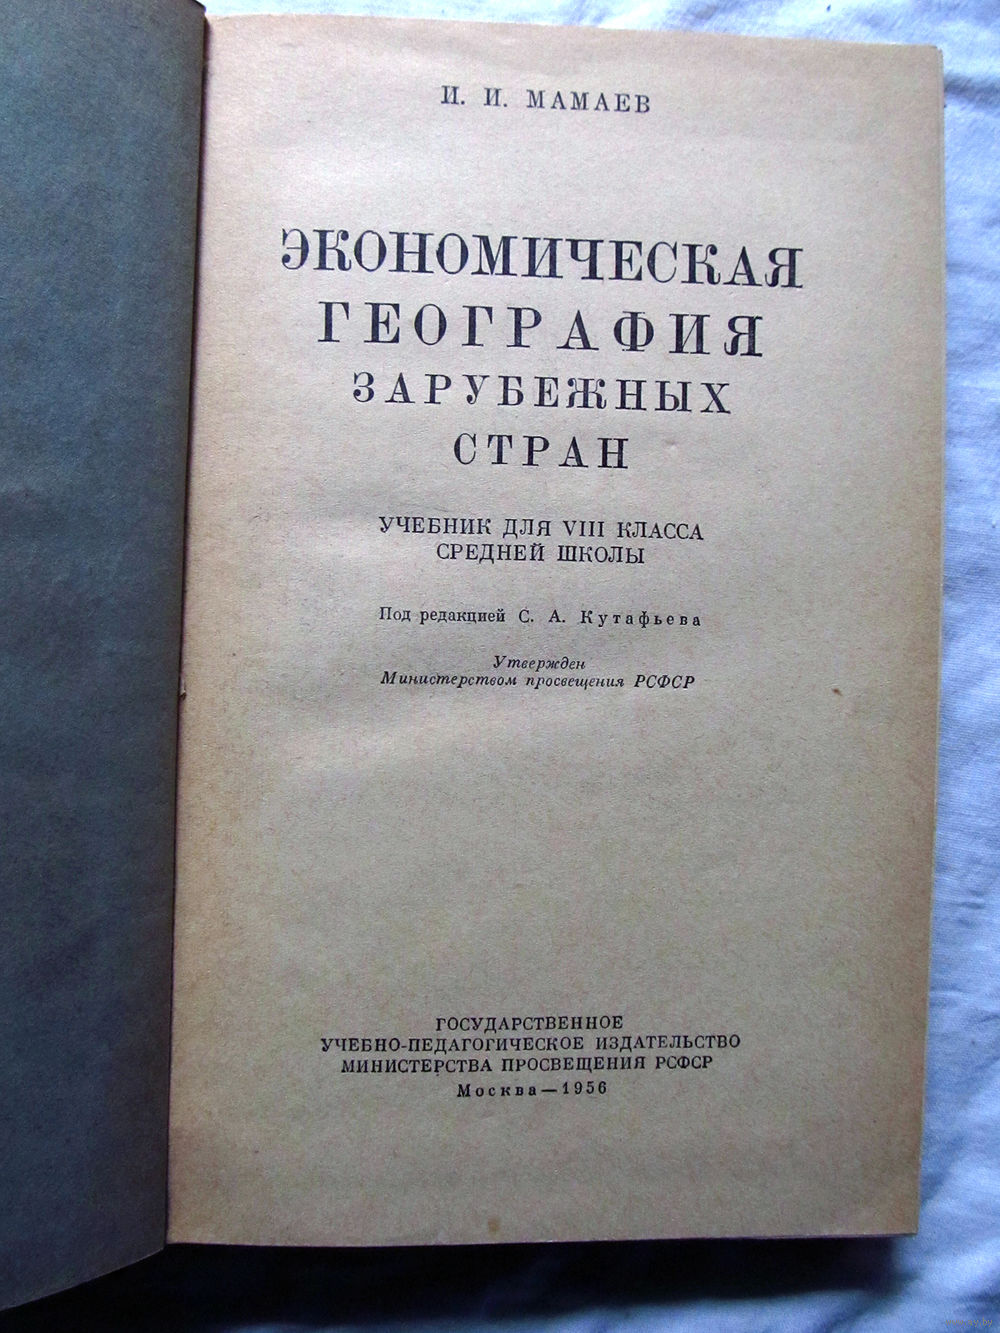 И. И. МАМАЕВ
ЭКОНОМИЧЕСКАЯ
ГЕОГРАФИЯ
ЗАРУБЕЖНЫХ
СТРАН
УЧЕБНИК ДЛЯ VIII КЛАССА
СРЕДНЕЙ ШКОЛЫ
Под редакцией С. А. Кутафьева
Утвержден
Министерством просвещения РСФСР
ГОСУДАРСТВЕННОЕ
УЧЕБНО-ПЕДАГОГИЧЕСКОЕ ИЗДАТЕЛЬСТВО
МИНИСТЕРСТВА ПРОСВЕЩЕНИЯ РСФСР
Москва—1956